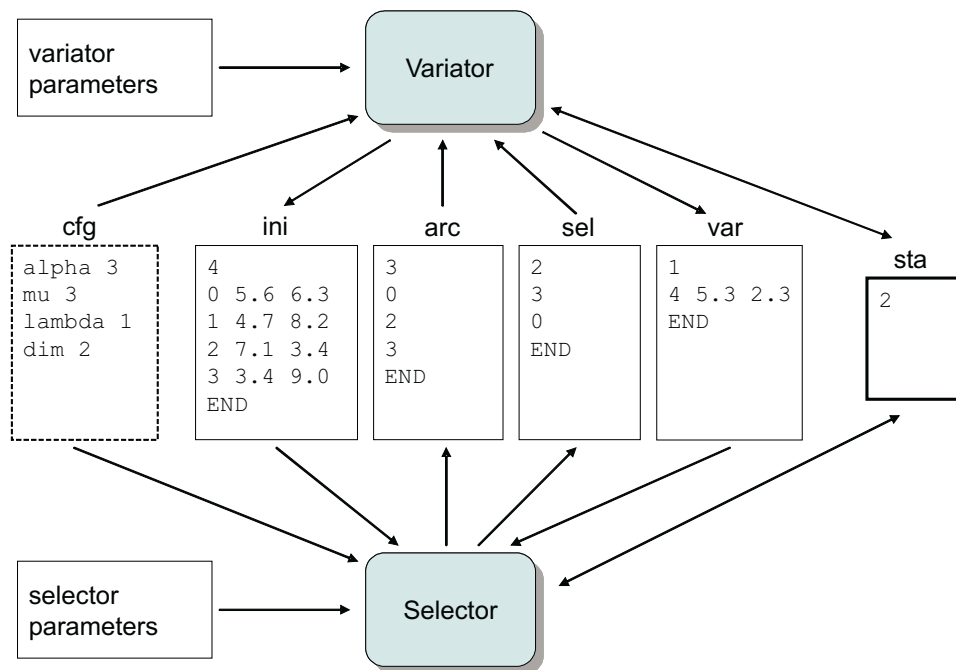 variator
parameters
Variator
cfg
alpha 3
mu 3
lambda 1
dim 2
ini
4
0 5.6 6.3
1 4.7 8.2
2 7.1 3.4
3 3.4 9.0
END
arc
3
0
2
3
END
sel
2
3
0
END
var
1
4 5.3 2.3
END
sta
2
selector
parameters
Selector